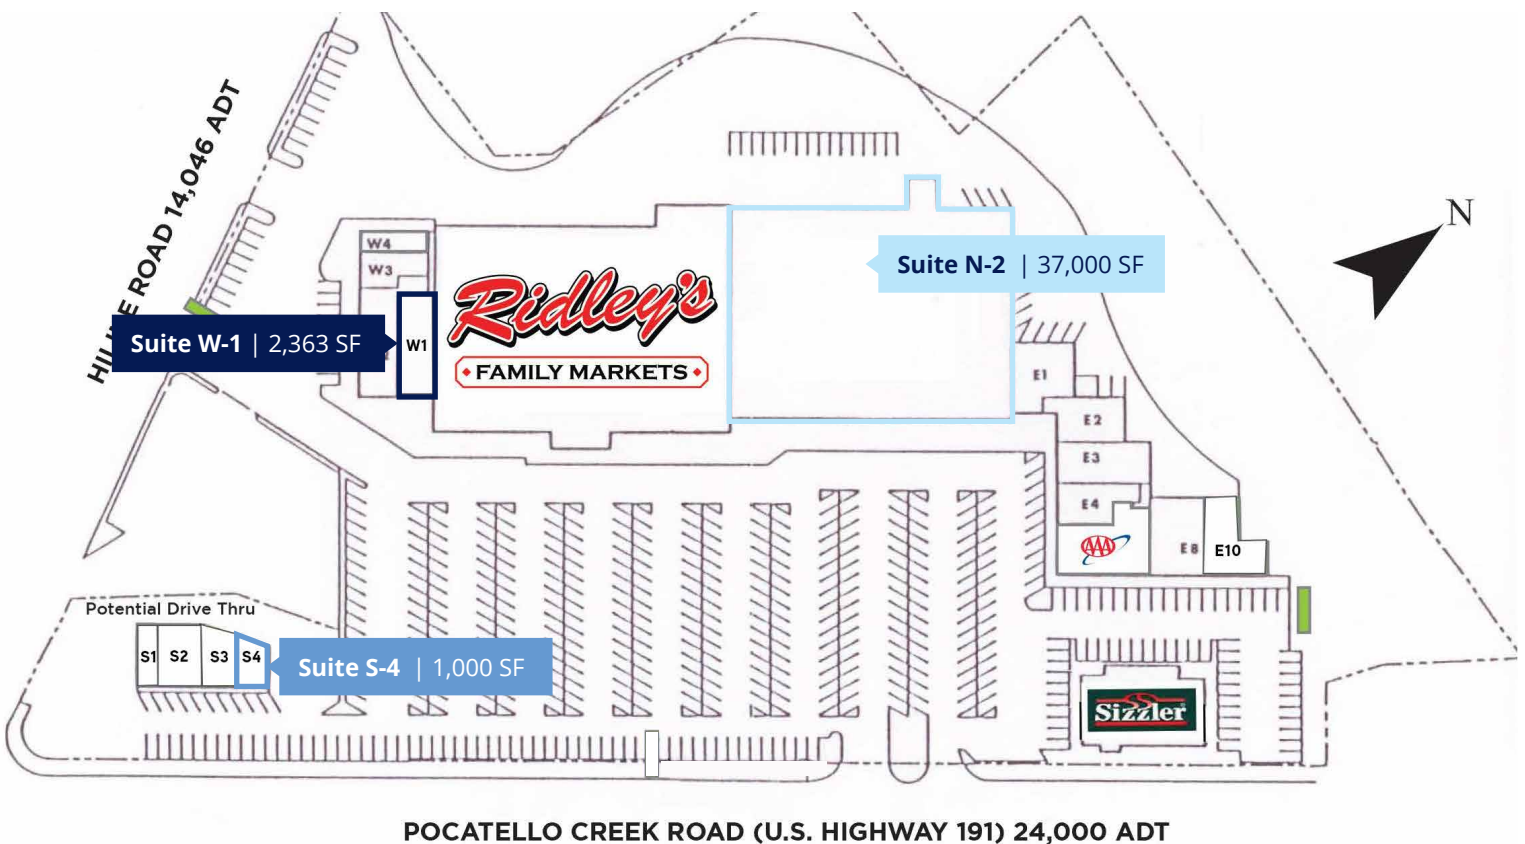 HILINE ROAD 14,046 ADT
N
W4
W3
Suite N-2 | 37,000 SF
Ridley's
FAMILY MARKETS
Suite W-1 | 2,363 SF
W1
E1
E2
E3
E4
AAA
E8
E10
Potential Drive Thru
S1
S2
S3
S4
Suite S-4 | 1,000 SF
Sizzler
POCATELLO CREEK ROAD (U.S. HIGHWAY 191) 24,000 ADT